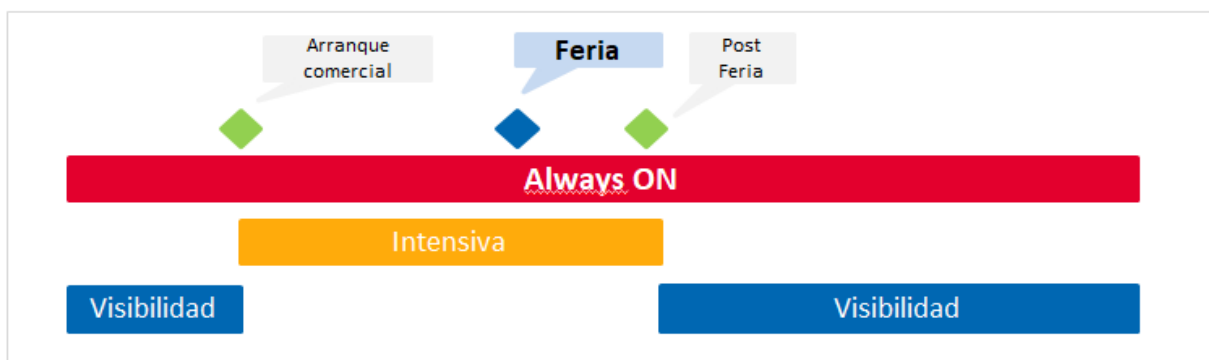 Arranque
comercial
Feria
Post
Feria
Always ON
Intensiva
Visibilidad
Visibilidad